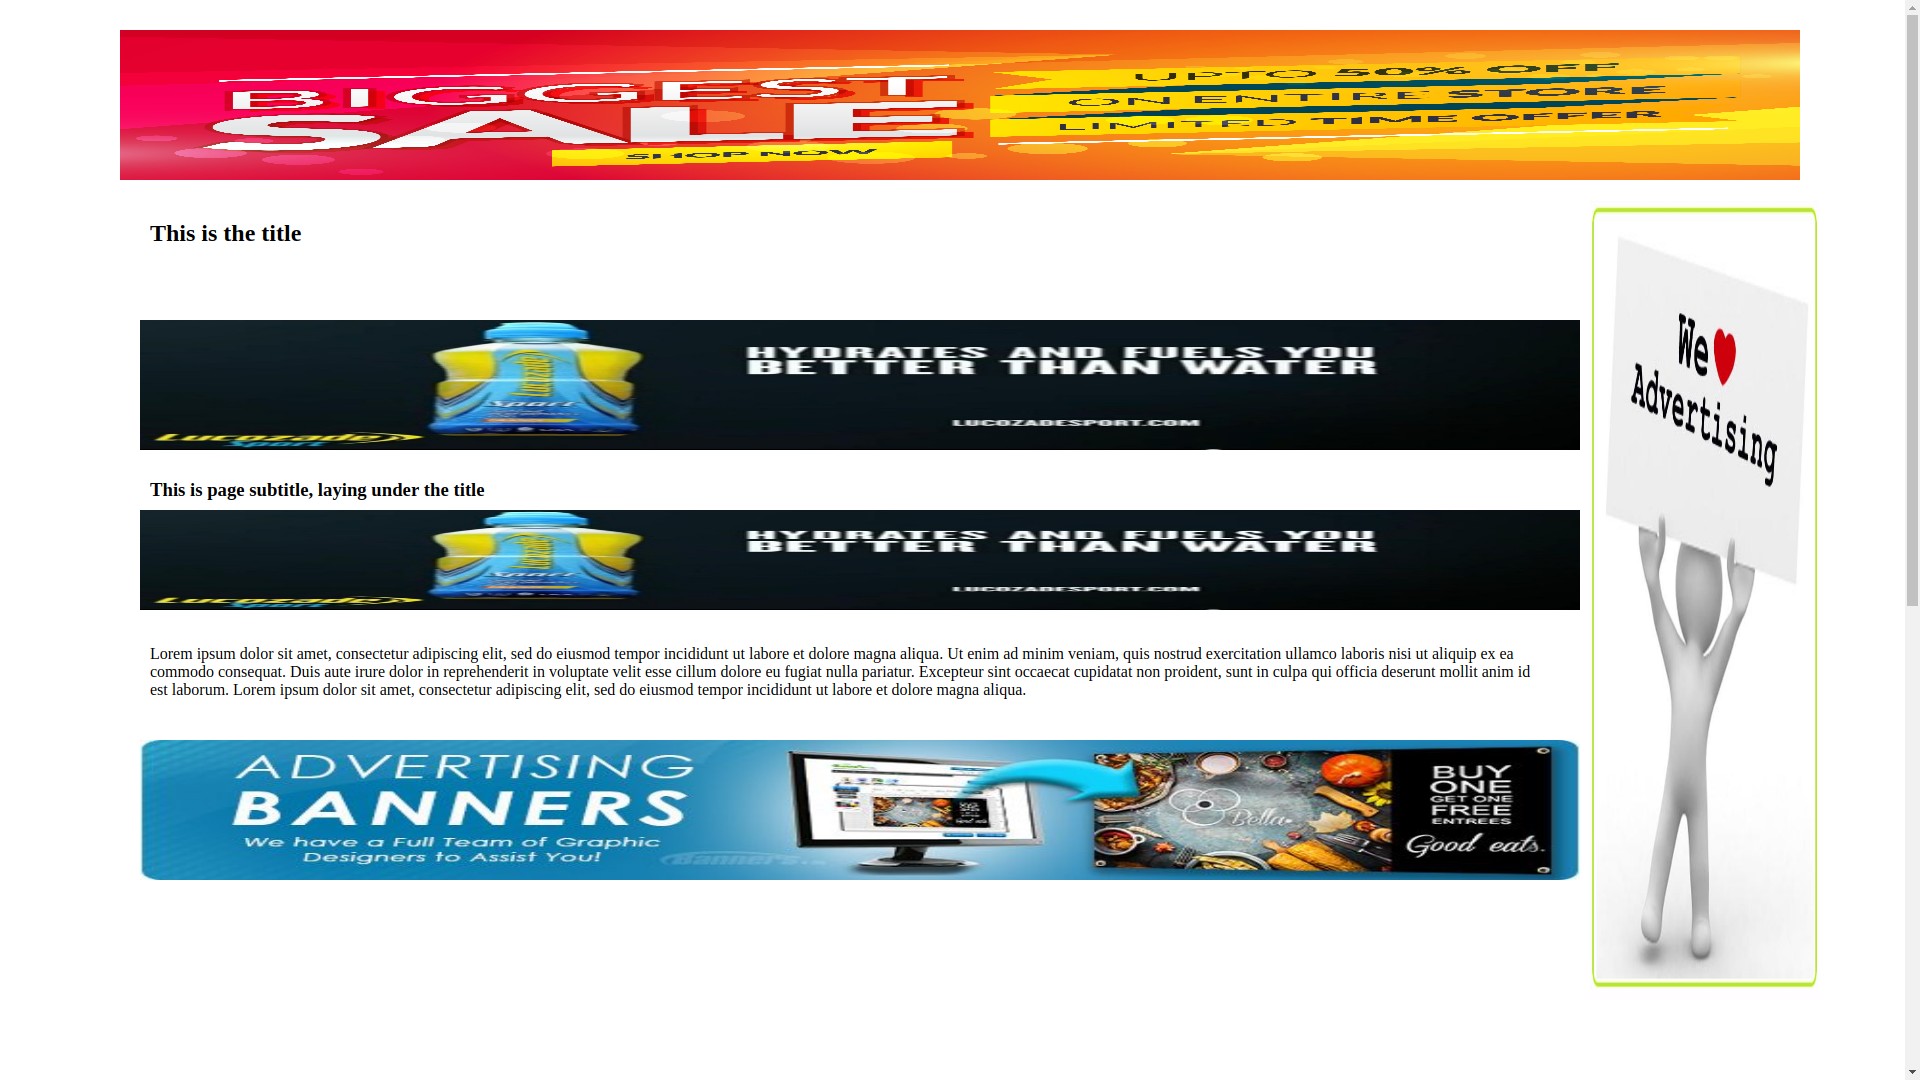 BIGGEST
SALE
SHOP NOW
UPTO 50% OFF
ON ENTIRE STORE
LIMITED TIME OFFER
This is the title
We
Advertising
HYDRATES AND FUELS YOU
BETTER THAN WATER
Lucozade
Sport
LUCOZADESPORT.COM
Lucozade
Sport
This is page subtitle, laying under the title
HYDRATES AND FUELS YOU
BETTER THAN WATER
Lucozade
Sport
LUCOZADESPORT.COM
Lucozade
Sport
Lorem ipsum dolor sit amet, consectetur adipiscing elit, sed do eiusmod tempor incididunt ut labore et dolore magna aliqua. Ut enim ad minim veniam, quis nostrud exercitation ullamco laboris nisi ut aliquip ex ea
commodo consequat. Duis aute irure dolor in reprehenderit in voluptate velit esse cillum dolore eu fugiat nulla pariatur. Excepteur sint occaecat cupidatat non proident, sunt in culpa qui officia deserunt mollit anim id
est laborum. Lorem ipsum dolor sit amet, consectetur adipiscing elit, sed do eiusmod tempor incididunt ut labore et dolore magna aliqua.
ADVERTISING
BANNERS
We have a Full Team of Graphic
Designers to Assist You!
Bella
BUY
ONE
GET ONE
FREE
ENTREES
Good eats.